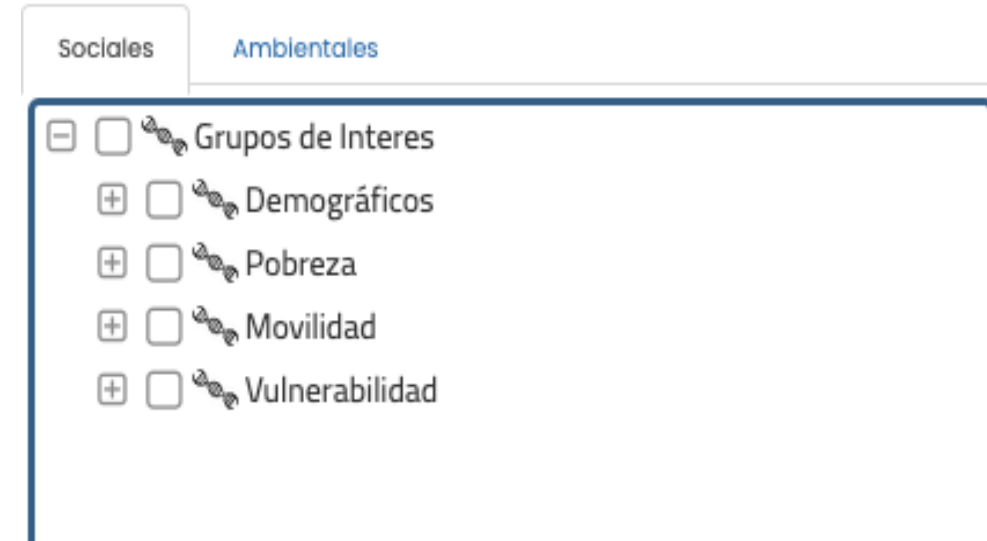 Sociales Ambientales
Grupos de Interes
Demográficos
Pobreza
Movilidad
Vulnerabilidad